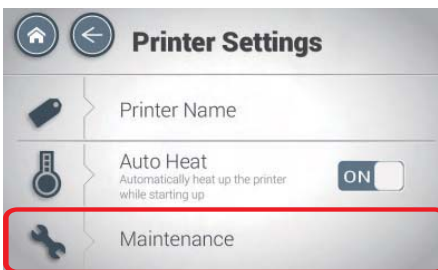 Printer Settings
Printer Name
Auto Heat
Automatically heat up the printer
while starting up
ON
Maintenance